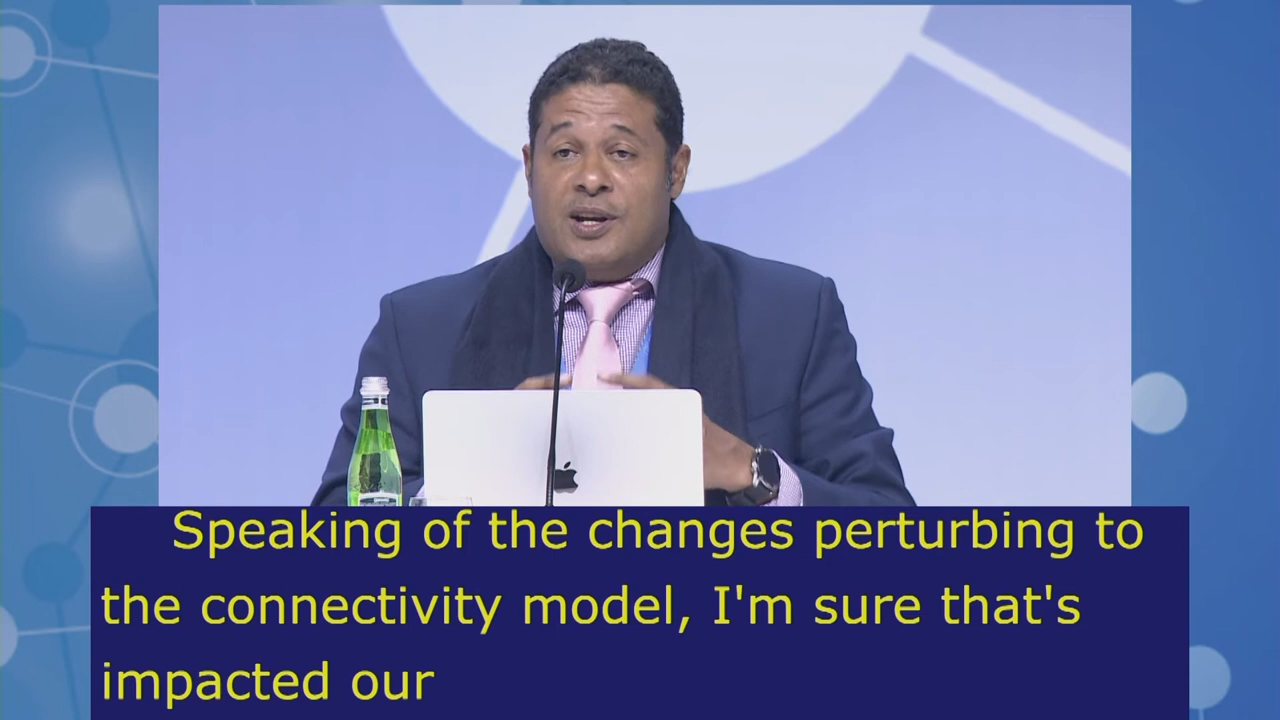 Speaking of the changes perturbing to
the connectivity model, I'm sure that's
impacted our